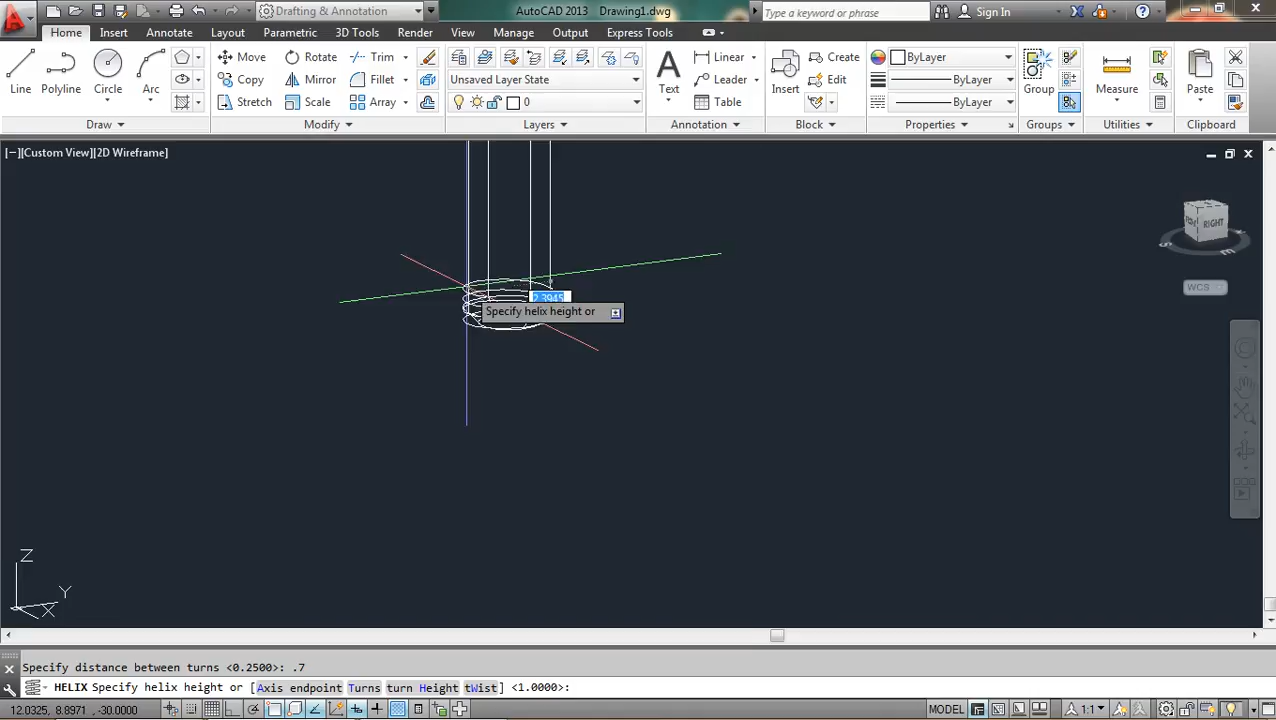 Drafting & Annotation
AutoCAD 2013 Drawing1.dwg
Type a keyword or phrase
Sign In
Home Insert Annotate Layout Parametric 3D Tools Render View Manage Output Express Tools
Line
Polyline
Circle
Arc
Move
Rotate
Trim
Copy
Mirror
Fillet
Stretch
Scale
Array
Unsaved Layer State
0
Text
Linear
Leader
Table
Insert
Create
Edit
ByLayer
ByLayer
ByLayer
Group
Measure
Paste
Draw
Modify
Layers
Annotation
Block
Properties
Groups
Utilities
Clipboard
[−][Custom View][2D Wireframe]
RIGHT
S
E
WCS
2.3945
Specify helix height or
Z
Y
X
Specify distance between turns <0.2500>: .7
HELIX Specify helix height or [Axis endpoint Turns turn Height tWist] <1.0000>:
12.0325, 8.8971, -30.0000
MODEL
1:1